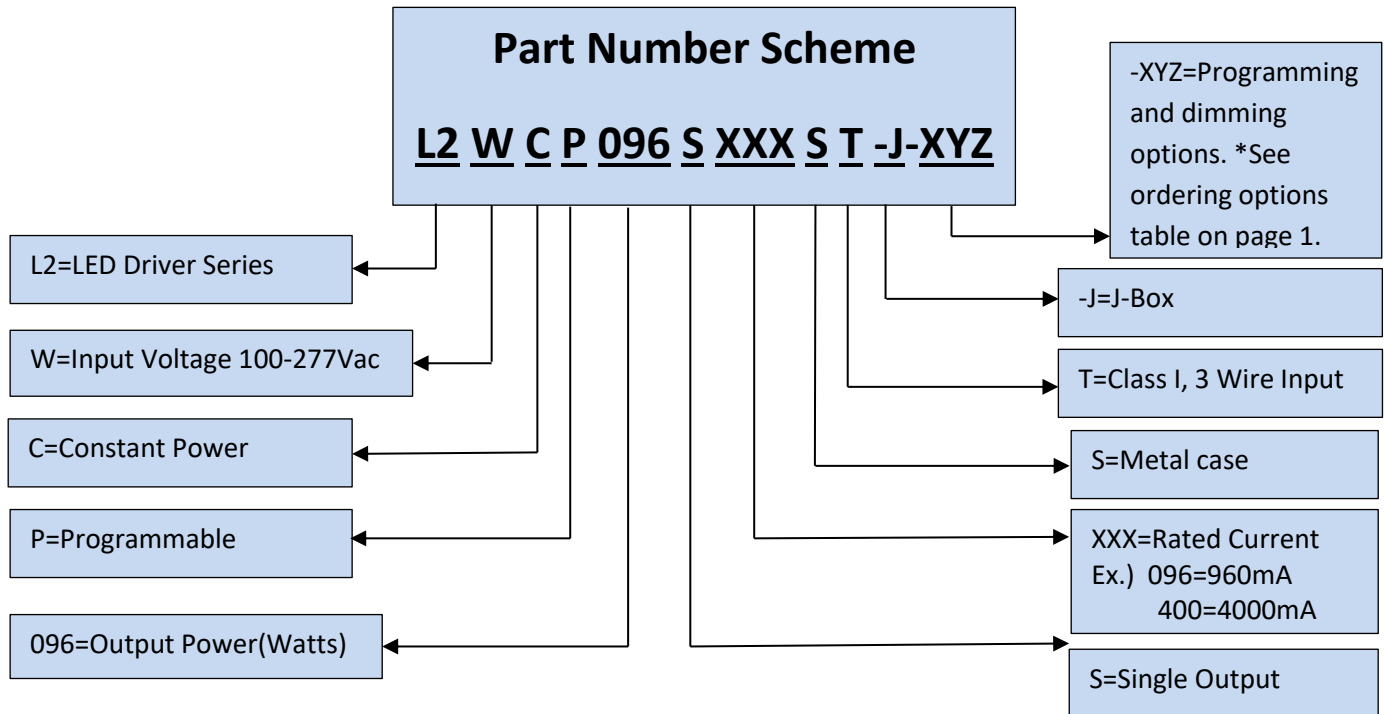 Part Number Scheme
L2 W C P 096 S XXX S T -J-XYZ
L2=LED Driver Series
W=Input Voltage 100-277Vac
C=Constant Power
P=Programmable
096=Output Power(Watts)
-XYZ=Programming
and dimming
options. *See
ordering options
table on page 1.
-J=J-Box
T=Class I, 3 Wire Input
S=Metal case
XXX=Rated Current
Ex.) 096=960mA
400=4000mA
S=Single Output